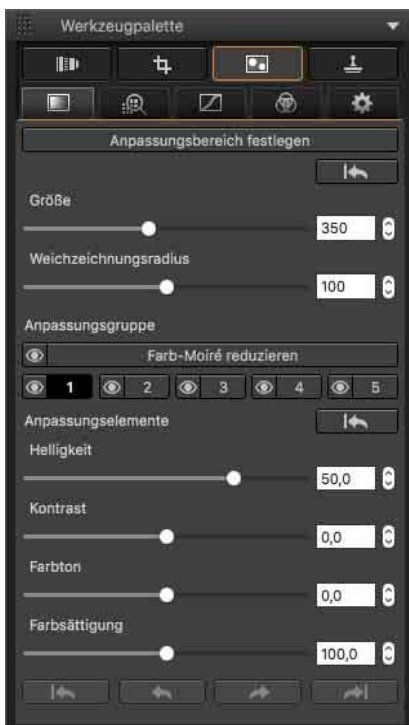 Werkzeugpalette
Anpassungsbereich festlegen
Größe
350
Weichzeichnungsradius
100
Anpassungsgruppe
Farb-Moiré reduzieren
1 2 3 4 5
Anpassungselemente
Helligkeit
50,0
Kontrast
0,0
Farbton
0,0
Farbsättigung
100,0